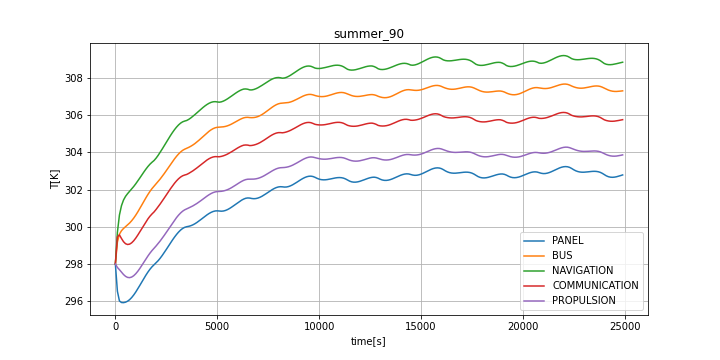 summer_90
T[K]
308
306
304
302
300
298
296
PANEL
BUS
NAVIGATION
COMMUNICATION
PROPULSION
0
5000
10000
15000
20000
25000
time[s]